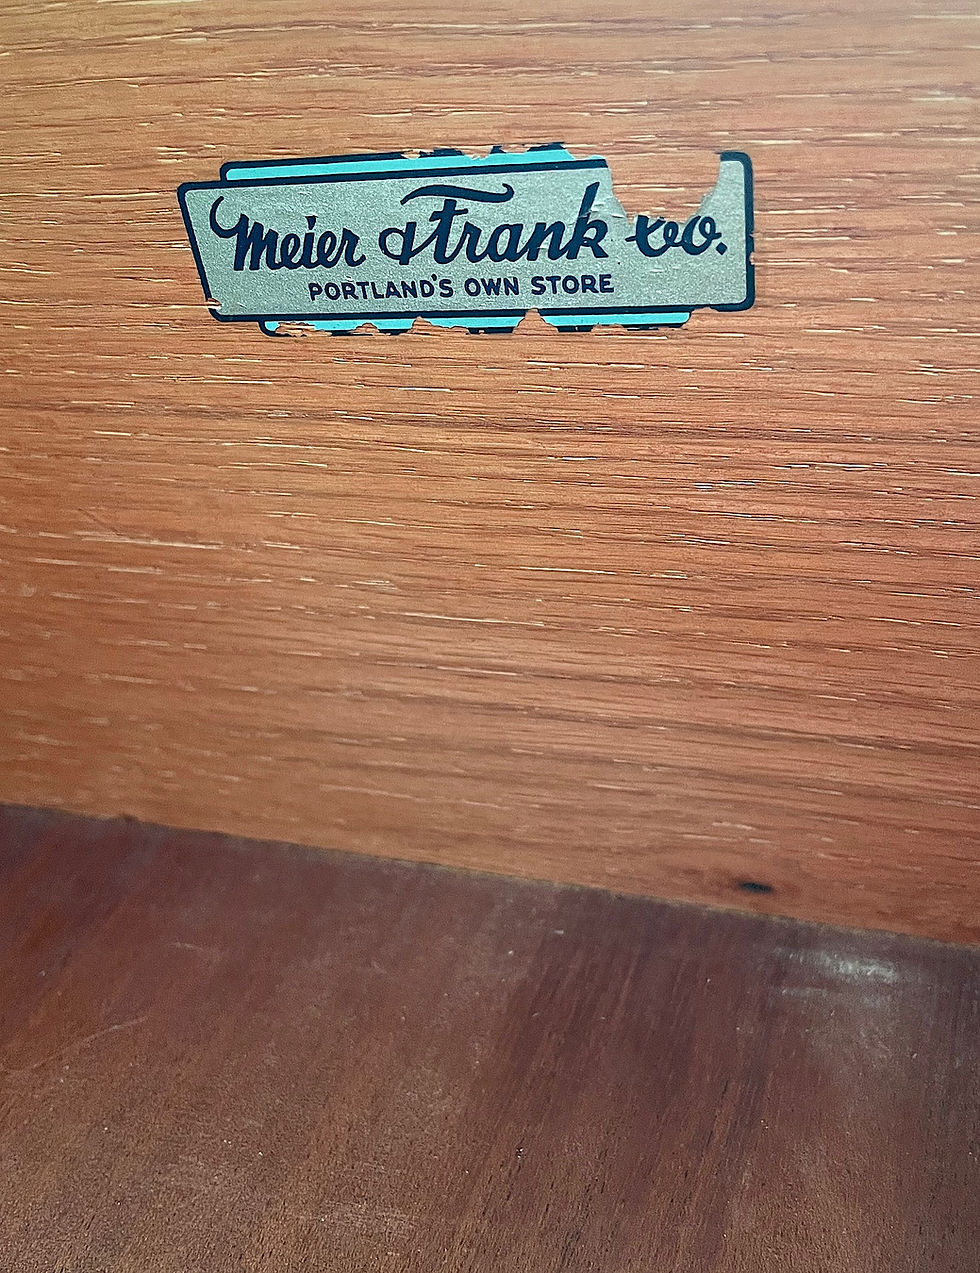 Meier & Frank Co.
PORTLAND'S OWN STORE